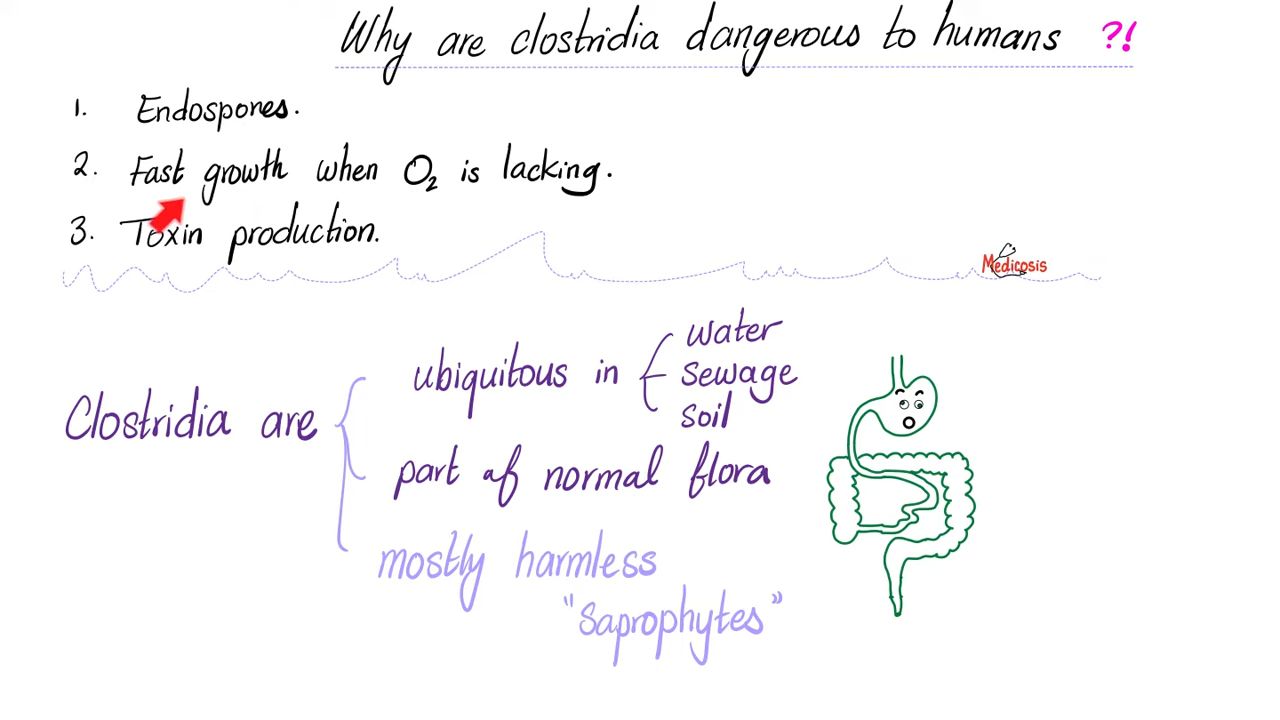 Why are clostridia dangerous to humans ?!
1. Endospores.
2. Fast growth when O₂ is lacking.
3. Toxin production.
Medicosis
Clostridia are
ubiquitous in
water
sewage
soil
part of normal flora
mostly harmless
"Saprophytes"